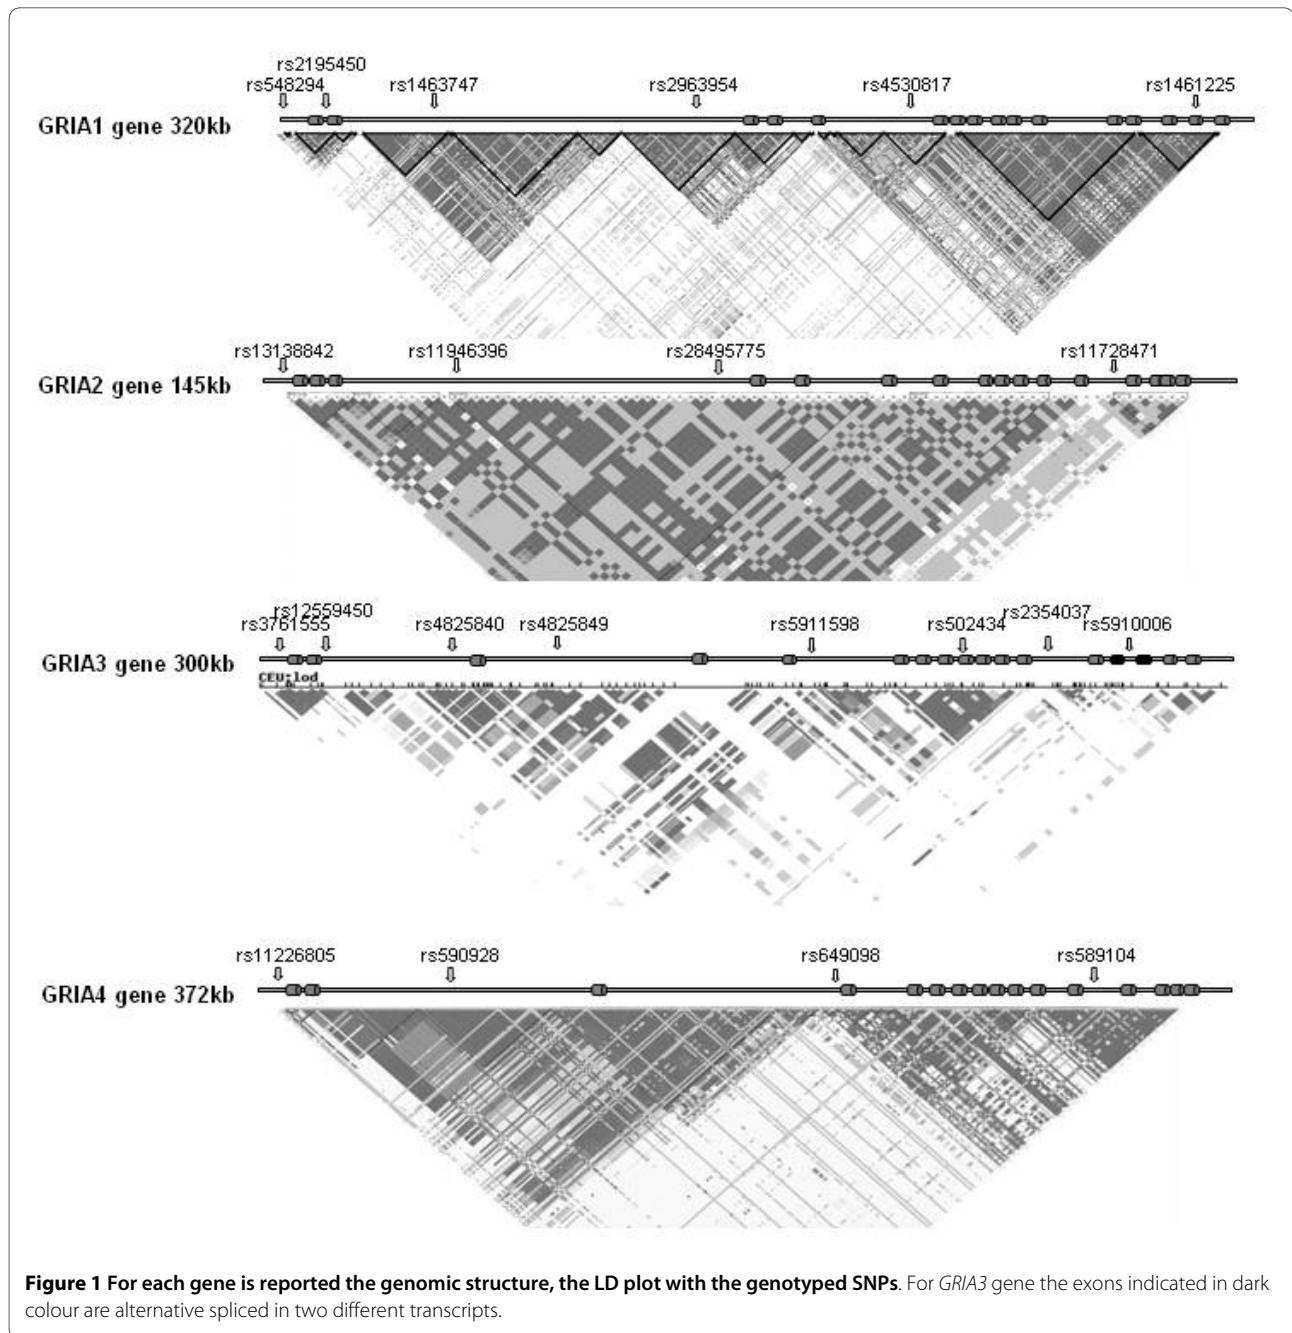 rs2195450
rs548294 rs1463747 rs2963954 rs4530817 rs1461225
GRIA1 gene 320kb
rs13138842 rs11946396 rs28495775 rs11728471
GRIA2 gene 145kb
rs12559450 rs2354037
rs3761555 rs4825840 rs4825849 rs5911598 rs502434 rs5910006
GRIA3 gene 300kb
CEU:lod
rs11226805 rs590928 rs649098 rs589104
GRIA4 gene 372kb
Figure 1 For each gene is reported the genomic structure, the LD plot with the genotyped SNPs. For GRIA3 gene the exons indicated in dark
colour are alternative spliced in two different transcripts.